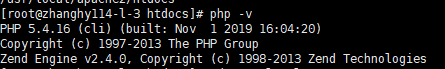 /usr/local/apache2/htdocs
[root@zhanghy114-l-3 htdocs]# php -v
PHP 5.4.16 (cli) (built: Nov  1 2019 16:04:20)
Copyright (c) 1997-2013 The PHP Group
Zend Engine v2.4.0, Copyright (c) 1998-2013 Zend Technologies